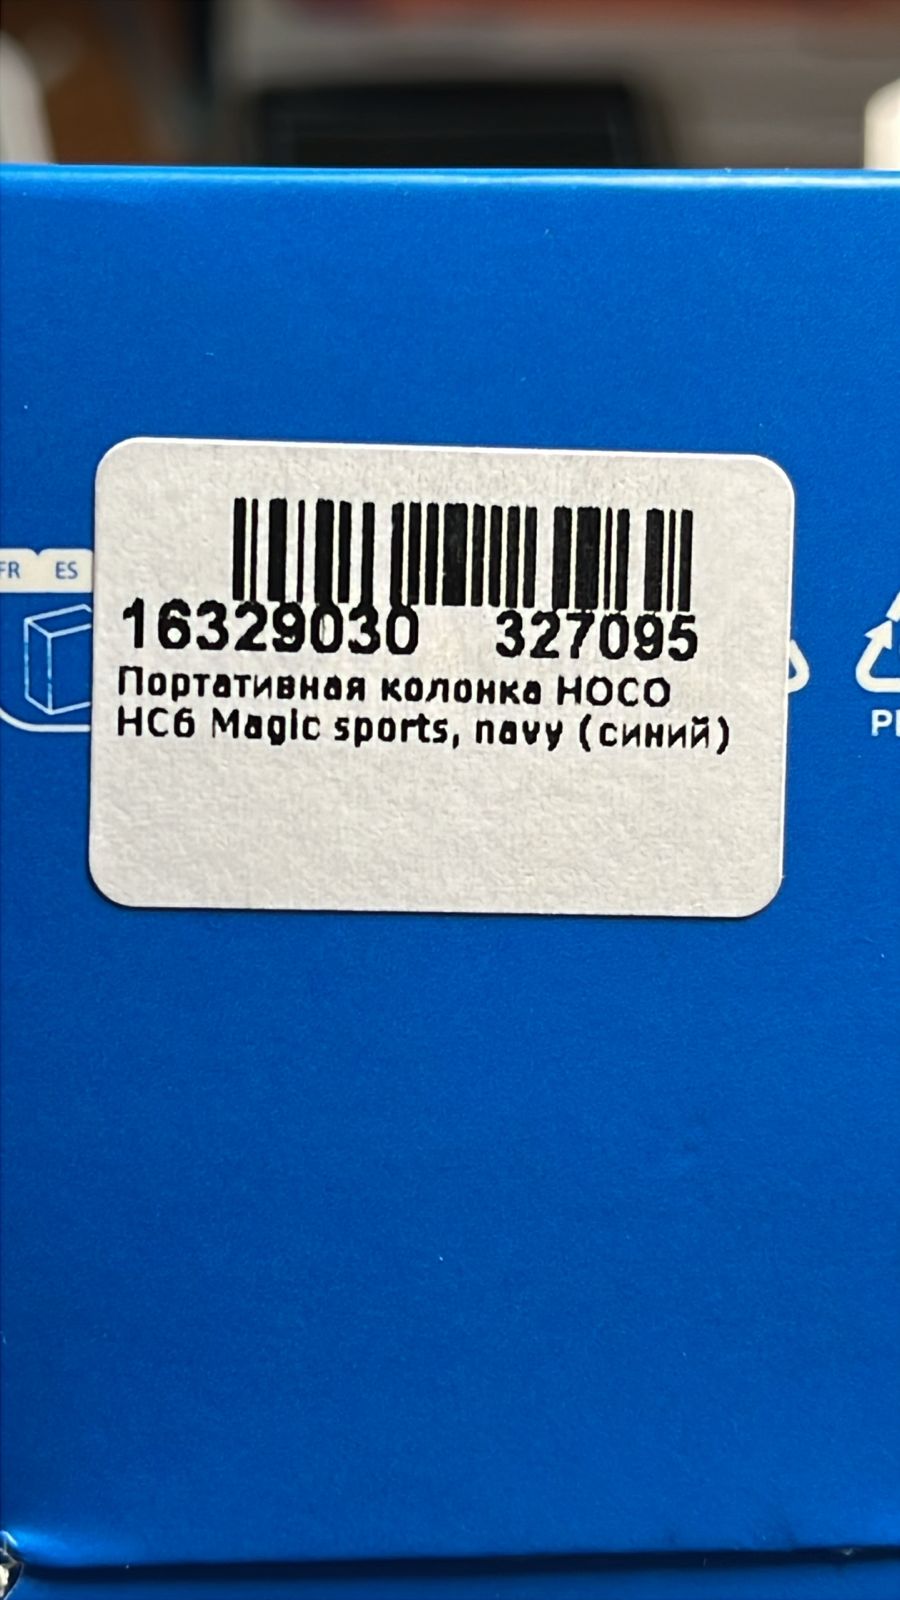 FR ES
16329030 327095
Портативная колонка HOCO
HC6 Magic sports, navy (синий)